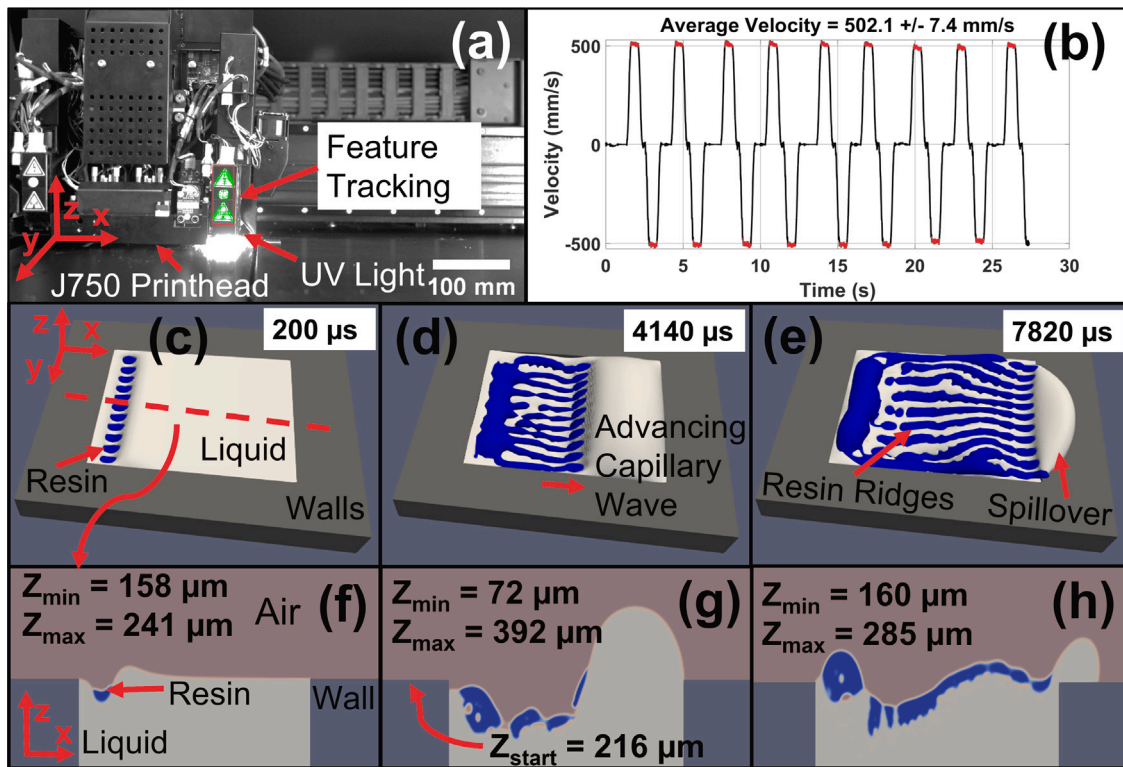 (a)
Feature
Tracking
z
x
y
J750 Printhead
UV Light
100 mm
Average Velocity = 502.1 +/- 7.4 mm/s
(b)
Velocity (mm/s)
500
0
-500
0 5 10 15 20 25 30
Time (s)
(c)
200 µs
z
x
y
Liquid
Resin
Walls
(d)
4140 µs
Advancing
Capillary
Wave
(e)
7820 µs
Resin Ridges
Spillover
Zmin = 158 µm
Zmax = 241 µm
(f)
Air
Resin
Wall
z
x
Liquid
Zmin = 72 µm
Zmax = 392 µm
(g)
Zstart = 216 µm
Zmin = 160 µm
Zmax = 285 µm
(h)